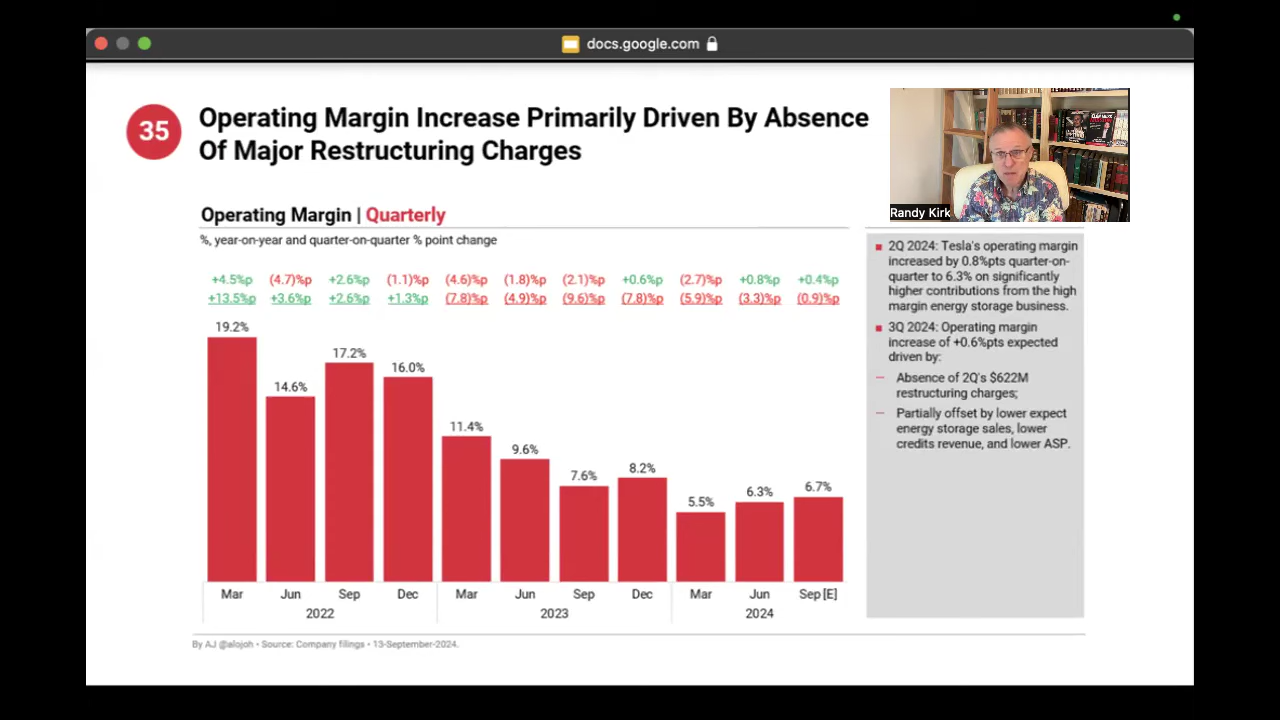 docs.google.com
35
Operating Margin Increase Primarily Driven By Absence
Of Major Restructuring Charges
Randy Kirk
Operating Margin | Quarterly
%, year-on-year and quarter-on-quarter % point change
+4.5%p (4.7)%p +2.6%p (1.1)%p (4.6)%p (1.8)%p (2.1)%p +0.6%p (2.7)%p +0.8%p +0.4%p
+13.5%p +3.6%p +2.6%p +1.3%p (7.8)%p (4.9)%p (9.6)%p (7.8)%p (5.9)%p (3.3)%p (0.9)%p
19.2% 14.6% 17.2% 16.0% 11.4% 9.6% 7.6% 8.2% 5.5% 6.3% 6.7%
Mar Jun Sep Dec Mar Jun Sep Dec Mar Jun Sep [E]
2022 2023 2024
2Q 2024: Tesla's operating margin
increased by 0.8%pts quarter-on-
quarter to 6.3% on significantly
higher contributions from the high
margin energy storage business.
3Q 2024: Operating margin
increase of +0.6%pts expected
driven by:
– Absence of 2Q's $622M
restructuring charges;
– Partially offset by lower expect
energy storage sales, lower
credits revenue, and lower ASP.
By AJ @alojoh • Source: Company filings • 13-September-2024.